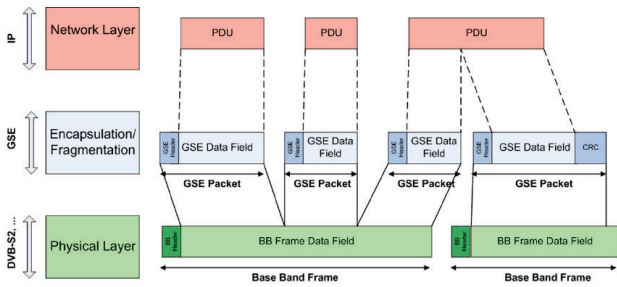 IP
Network Layer
PDU
PDU
PDU
GSE
Encapsulation/
Fragmentation
GSE
Header
GSE Data Field
GSE
Header
GSE Data
Field
GSE
Header
GSE Data
Field
GSE
Header
GSE Data Field
CRC
GSE Packet
GSE Packet
GSE Packet
GSE Packet
DVB-S2, ...
Physical Layer
BB
Header
BB Frame Data Field
BB
Header
BB Frame Data Field
Base Band Frame
Base Band Frame